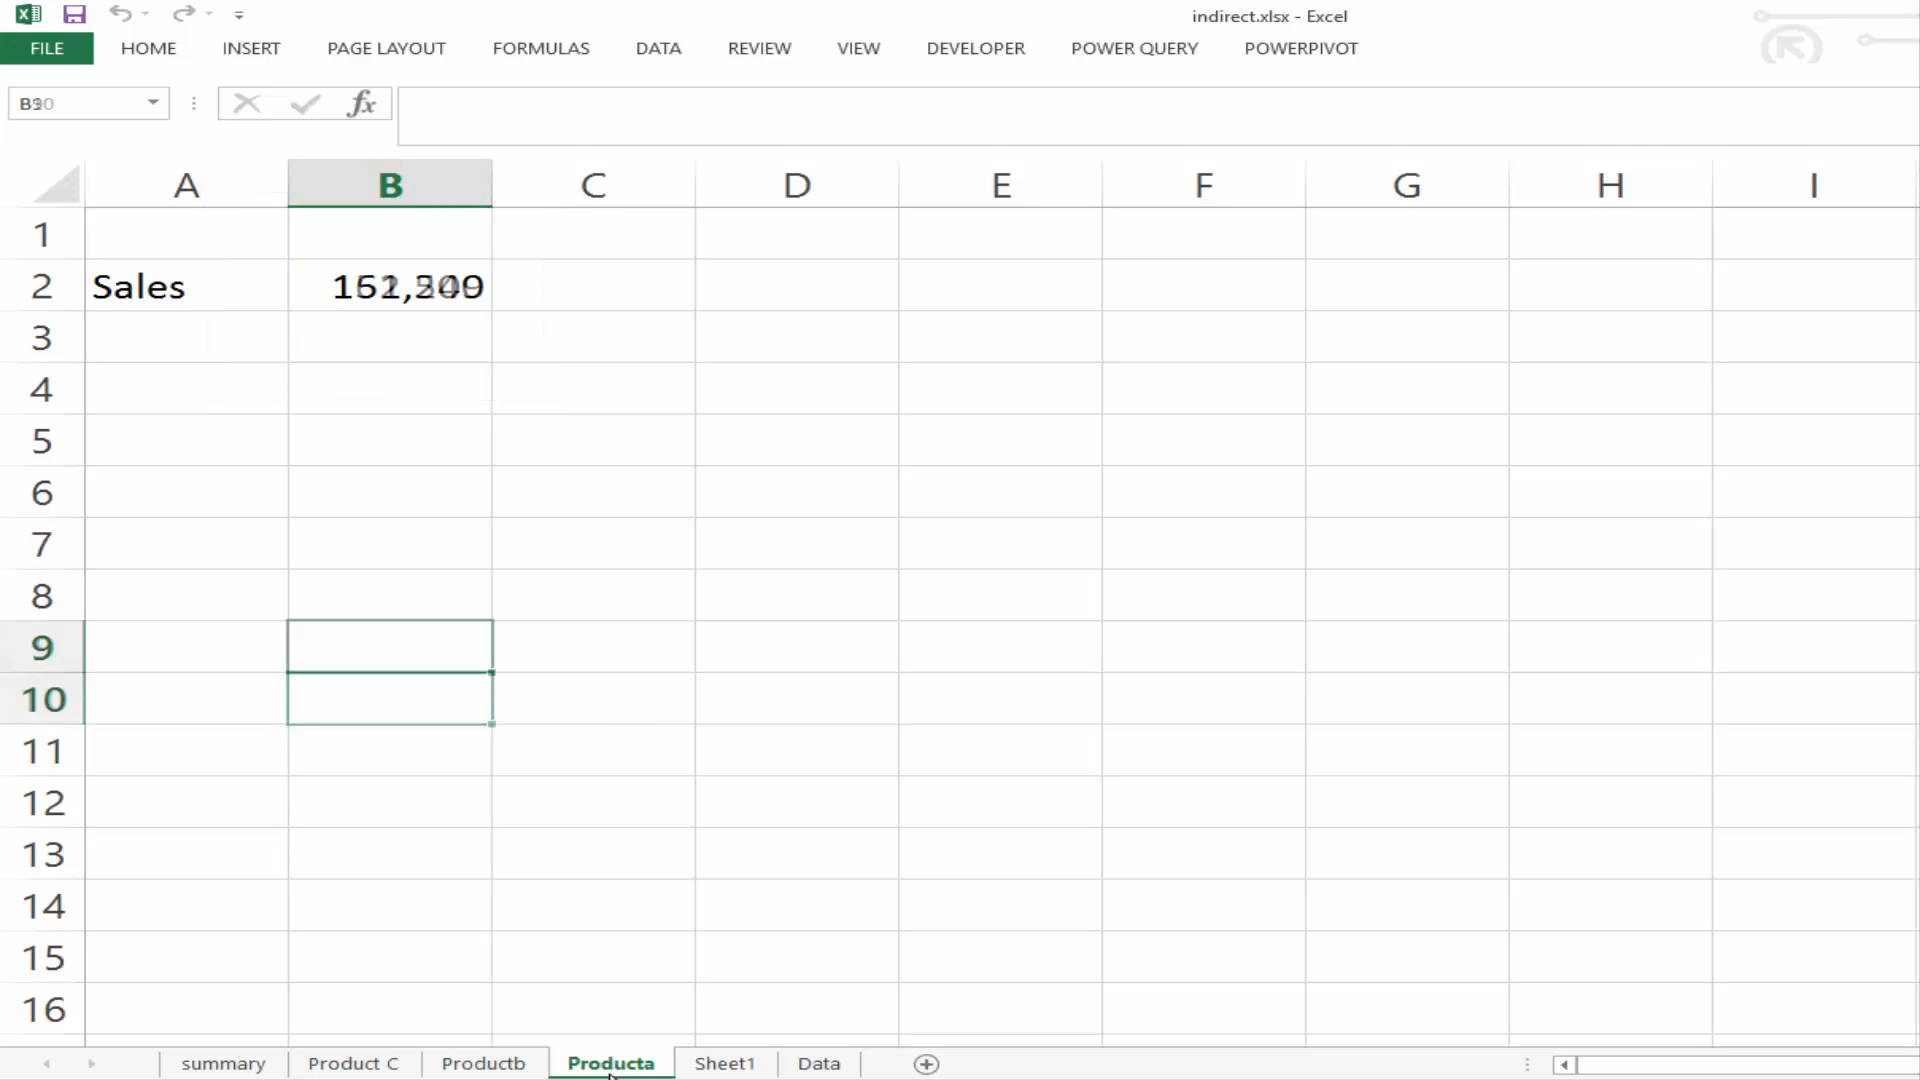 indirect.xlsx - Excel
FILE HOME INSERT PAGE LAYOUT FORMULAS DATA REVIEW VIEW DEVELOPER POWER QUERY POWERPIVOT
fx
A B C D E F G H I
1
2 Sales
3
4
5
6
7
8
9
10
11
12
13
14
15
16
summary Product C Productb Producta Sheet1 Data